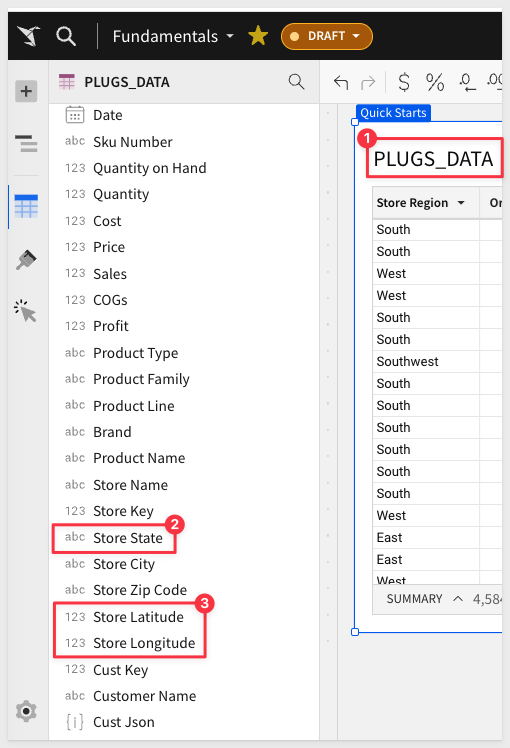 Fundamentals
DRAFT
PLUGS_DATA
$ % .0 .00
Date
abc Sku Number
123 Quantity on Hand
123 Quantity
123 Cost
123 Price
123 Sales
123 COGs
123 Profit
abc Product Type
abc Product Family
abc Product Line
abc Brand
abc Product Name
abc Store Name
123 Store Key
2
abc Store State
abc Store City
abc Store Zip Code
3
123 Store Latitude
123 Store Longitude
123 Cust Key
abc Customer Name
{i} Cust Json
Quick Starts
1
PLUGS_DATA
Store Region
South
South
West
West
South
South
Southwest
South
South
South
South
South
South
West
East
East
West
SUMMARY 4,584